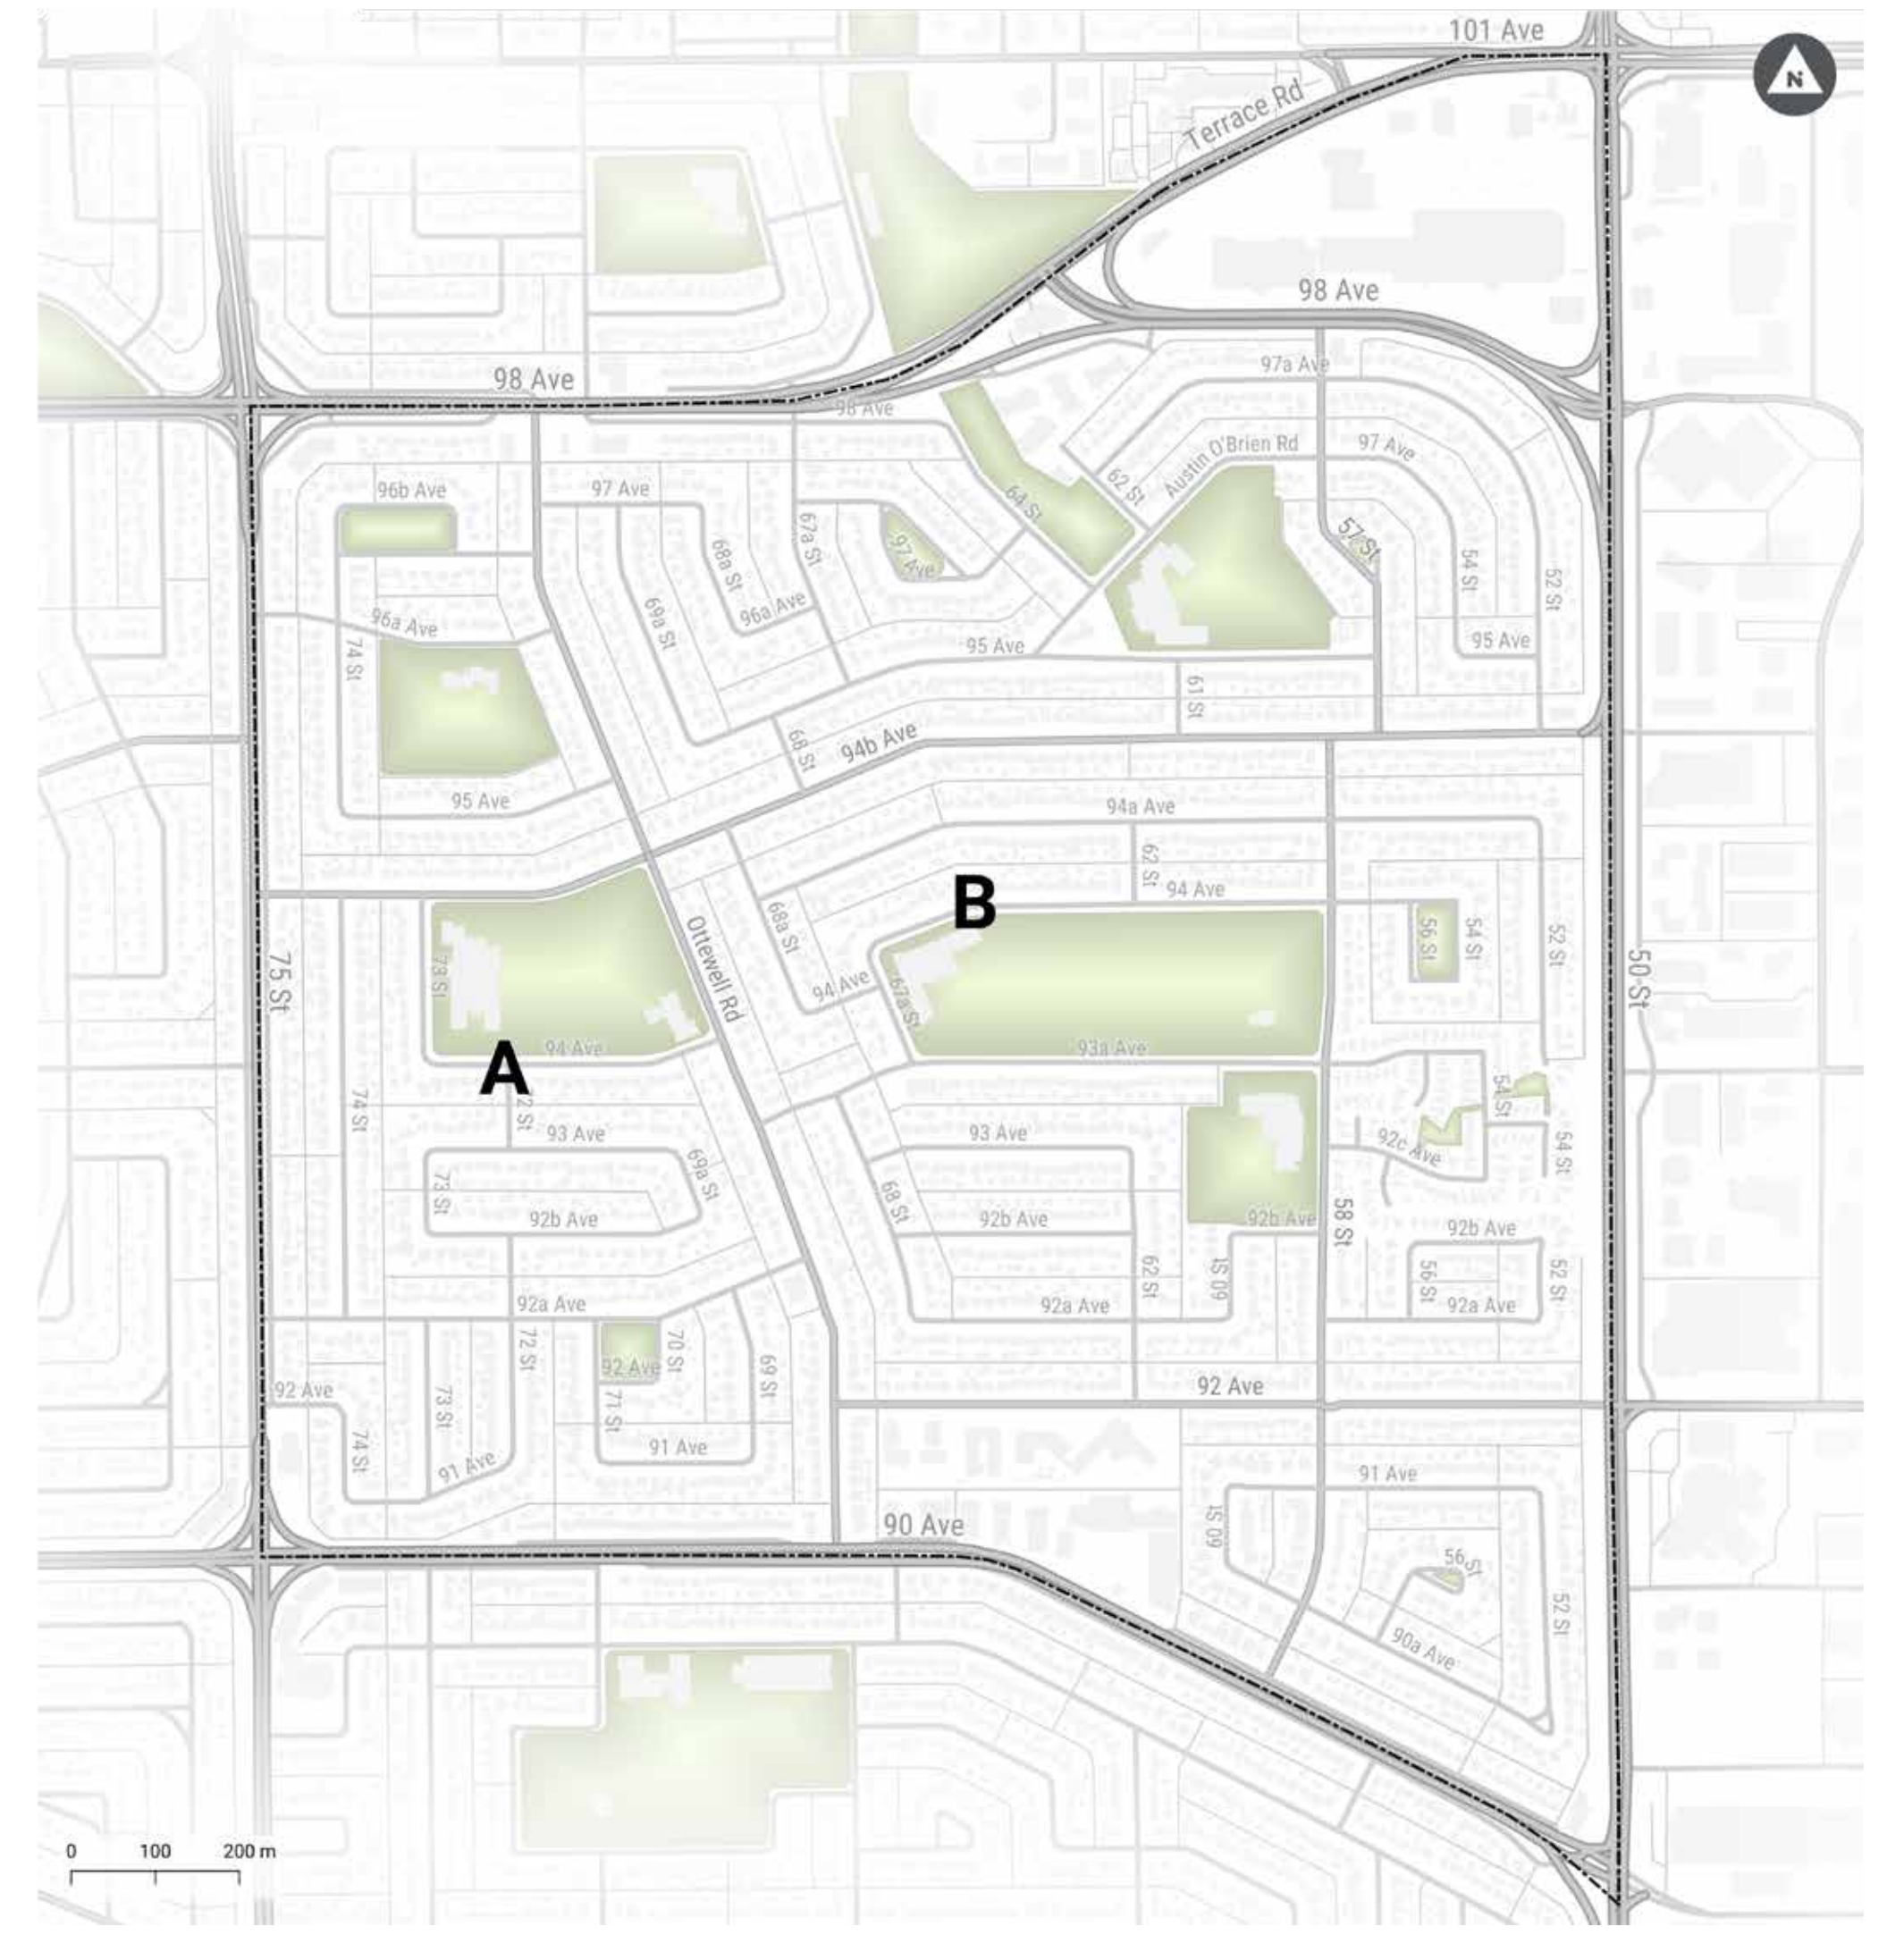 101 Ave
N
Terrace Rd
98 Ave
97a Ave
98 Ave
98 Ave
Austin O'Brien Rd
97 Ave
96b Ave
97 Ave
62 St
64 St
67a St
57 St
97 Ave
68a St
54 St
52 St
96a Ave
69a St
96a Ave
74 St
95 Ave
95 Ave
61 St
68 St
94b Ave
95 Ave
94a Ave
62 St
94 Ave
B
68a St
56 St
54 St
52 St
75 St
73 St
Ottewell Rd
94 Ave
67a St
50 St
94 Ave
93a Ave
A
74 St
2 St
54 St
93 Ave
93 Ave
92c Ave
54 St
69a St
73 St
68 St
92b Ave
92b Ave
92b Ave
58 St
92b Ave
62 St
60 St
56 St
52 St
92a Ave
92a Ave
92a Ave
72 St
92 Ave
70 St
69 St
92 Ave
92 Ave
73 St
71 St
74 St
91 Ave
91 Ave
91 Ave
90 Ave
60 St
56 St
52 St
90a Ave
0 100 200 m